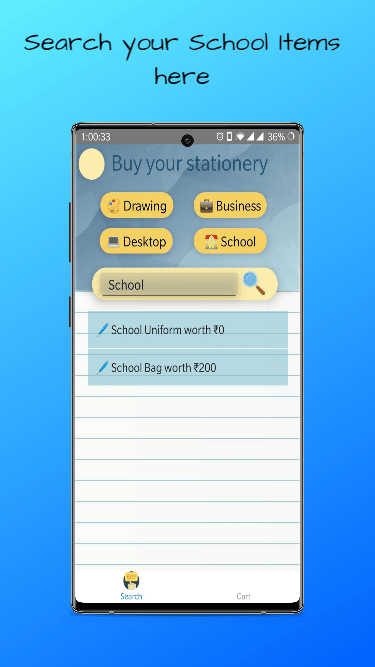 Search your School Items
here
1:00:33
36%
Buy your stationery
Drawing
Business
Desktop
School
School
School Uniform worth ₹0
School Bag worth ₹200
Search
Cart